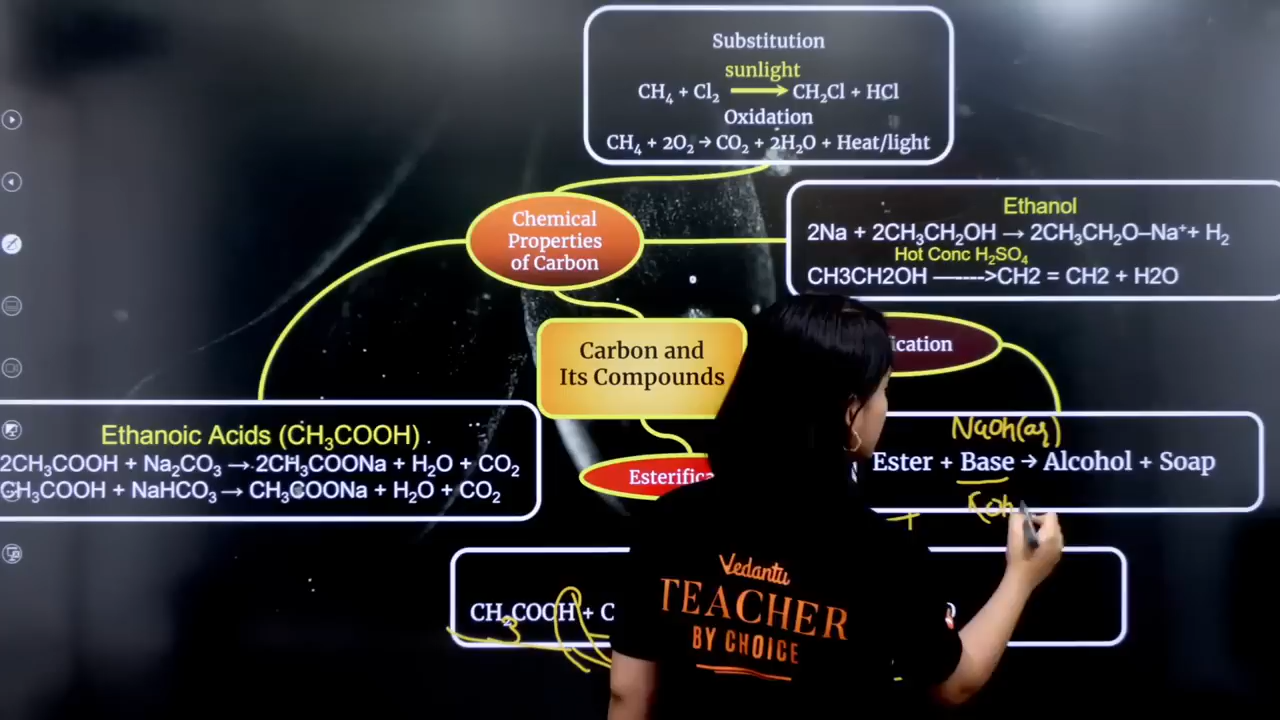 Substitution
sunlight
CH₄ + Cl₂ → CH₂Cl + HCl
Oxidation
CH₄ + 2O₂ → CO₂ + 2H₂O + Heat/light
Chemical
Properties
of Carbon
Ethanol
2Na + 2CH₃CH₂OH → 2CH₃CH₂O–Na⁺+ H₂
Hot Conc H₂SO₄
CH3CH2OH —---->CH2 = CH2 + H2O
Carbon and
Its Compounds
ication
Ethanoic Acids (CH₃COOH)
2CH₃COOH + Na₂CO₃ → 2CH₃COONa + H₂O + CO₂
CH₃COOH + NaHCO₃ → CH₃COONa + H₂O + CO₂
NaOh(aq)
Ester + Base → Alcohol + Soap
Esterifica
+
CH₃COOH + C
Vedantu
TEACHER
BY CHOICE